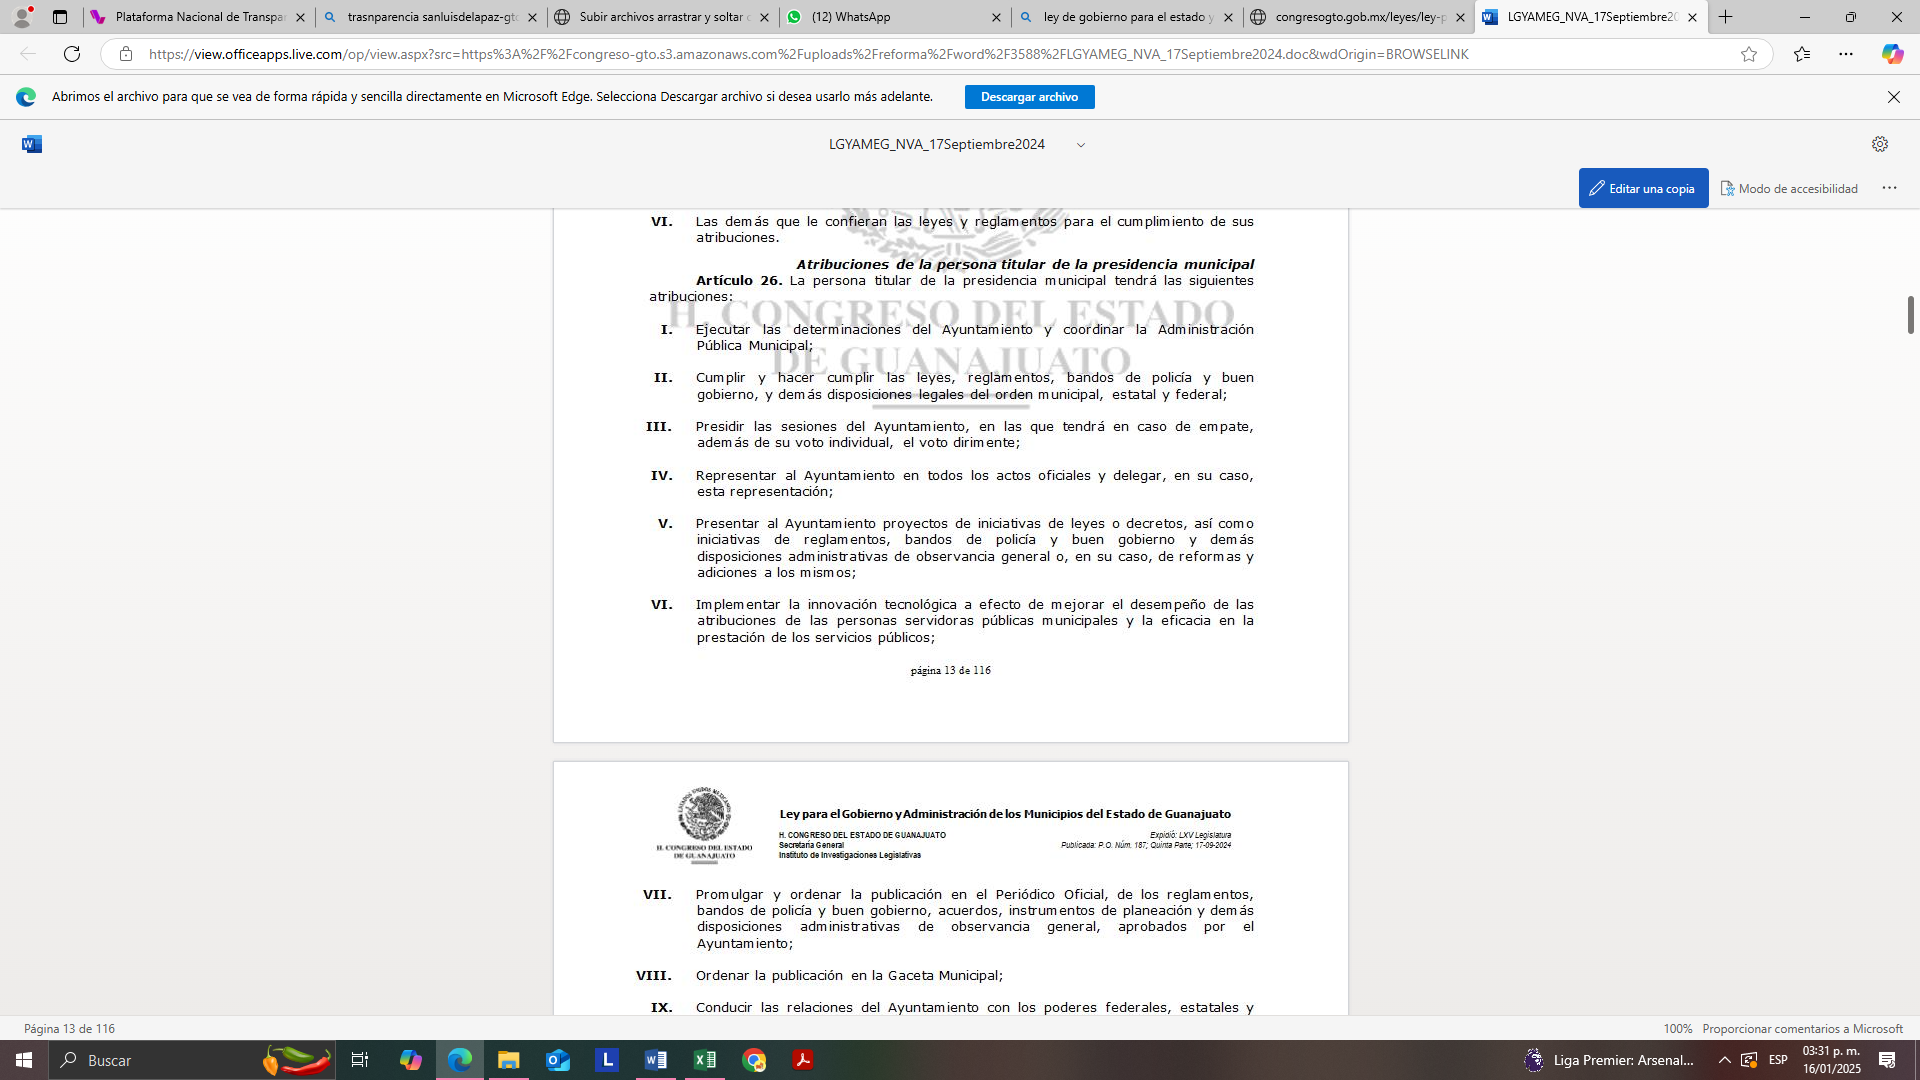 Plataforma Nacional de Transpar
trasnparencia sanluisdelapaz-gto
Subir archivos arrastrar y soltar c
(12) WhatsApp
ley de gobierno para el estado y
congresogto.gob.mx/leyes/ley-p
LGYAMEG_NVA_17Septiembre20
https://view.officeapps.live.com/op/view.aspx?src=https%3A%2F%2Fcongreso-gto.s3.amazonaws.com%2Fuploads%2Freforma%2Fword%2F3588%2FLGYAMEG_NVA_17Septiembre2024.doc&wdOrigin=BROWSELINK
Abrimos el archivo para que se vea de forma rápida y sencilla directamente en Microsoft Edge. Selecciona Descargar archivo si desea usarlo más adelante.
Descargar archivo
LGYAMEG_NVA_17Septiembre2024
Editar una copia
Modo de accesibilidad
VI. Las demás que le confieran las leyes y reglamentos para el cumplimiento de sus
atribuciones.
Atribuciones de la persona titular de la presidencia municipal
Artículo 26. La persona titular de la presidencia municipal tendrá las siguientes
atribuciones:
H. CONGRESO DEL ESTADO
DE GUANAJUATO
I. Ejecutar las determinaciones del Ayuntamiento y coordinar la Administración
Pública Municipal;
II. Cumplir y hacer cumplir las leyes, reglamentos, bandos de policía y buen
gobierno, y demás disposiciones legales del orden municipal, estatal y federal;
III. Presidir las sesiones del Ayuntamiento, en las que tendrá en caso de empate,
además de su voto individual, el voto dirimente;
IV. Representar al Ayuntamiento en todos los actos oficiales y delegar, en su caso,
esta representación;
V. Presentar al Ayuntamiento proyectos de iniciativas de leyes o decretos, así como
iniciativas de reglamentos, bandos de policía y buen gobierno y demás
disposiciones administrativas de observancia general o, en su caso, de reformas y
adiciones a los mismos;
VI. Implementar la innovación tecnológica a efecto de mejorar el desempeño de las
atribuciones de las personas servidoras públicas municipales y la eficacia en la
prestación de los servicios públicos;
página 13 de 116
H. CONGRESO DEL ESTADO
DE GUANAJUATO
Ley para el Gobierno y Administración de los Municipios del Estado de Guanajuato
H. CONGRESO DEL ESTADO DE GUANAJUATO
Secretaría General
Instituto de Investigaciones Legislativas
Expidió: LXV Legislatura
Publicada: P.O. Núm. 187; Quinta Parte; 17-09-2024
VII. Promulgar y ordenar la publicación en el Periódico Oficial, de los reglamentos,
bandos de policía y buen gobierno, acuerdos, instrumentos de planeación y demás
disposiciones administrativas de observancia general, aprobados por el
Ayuntamiento;
VIII. Ordenar la publicación en la Gaceta Municipal;
IX. Conducir las relaciones del Ayuntamiento con los poderes federales, estatales y
Página 13 de 116
100%
Proporcionar comentarios a Microsoft
Buscar
Liga Premier: Arsenal...
ESP
03:31 p. m.
16/01/2025